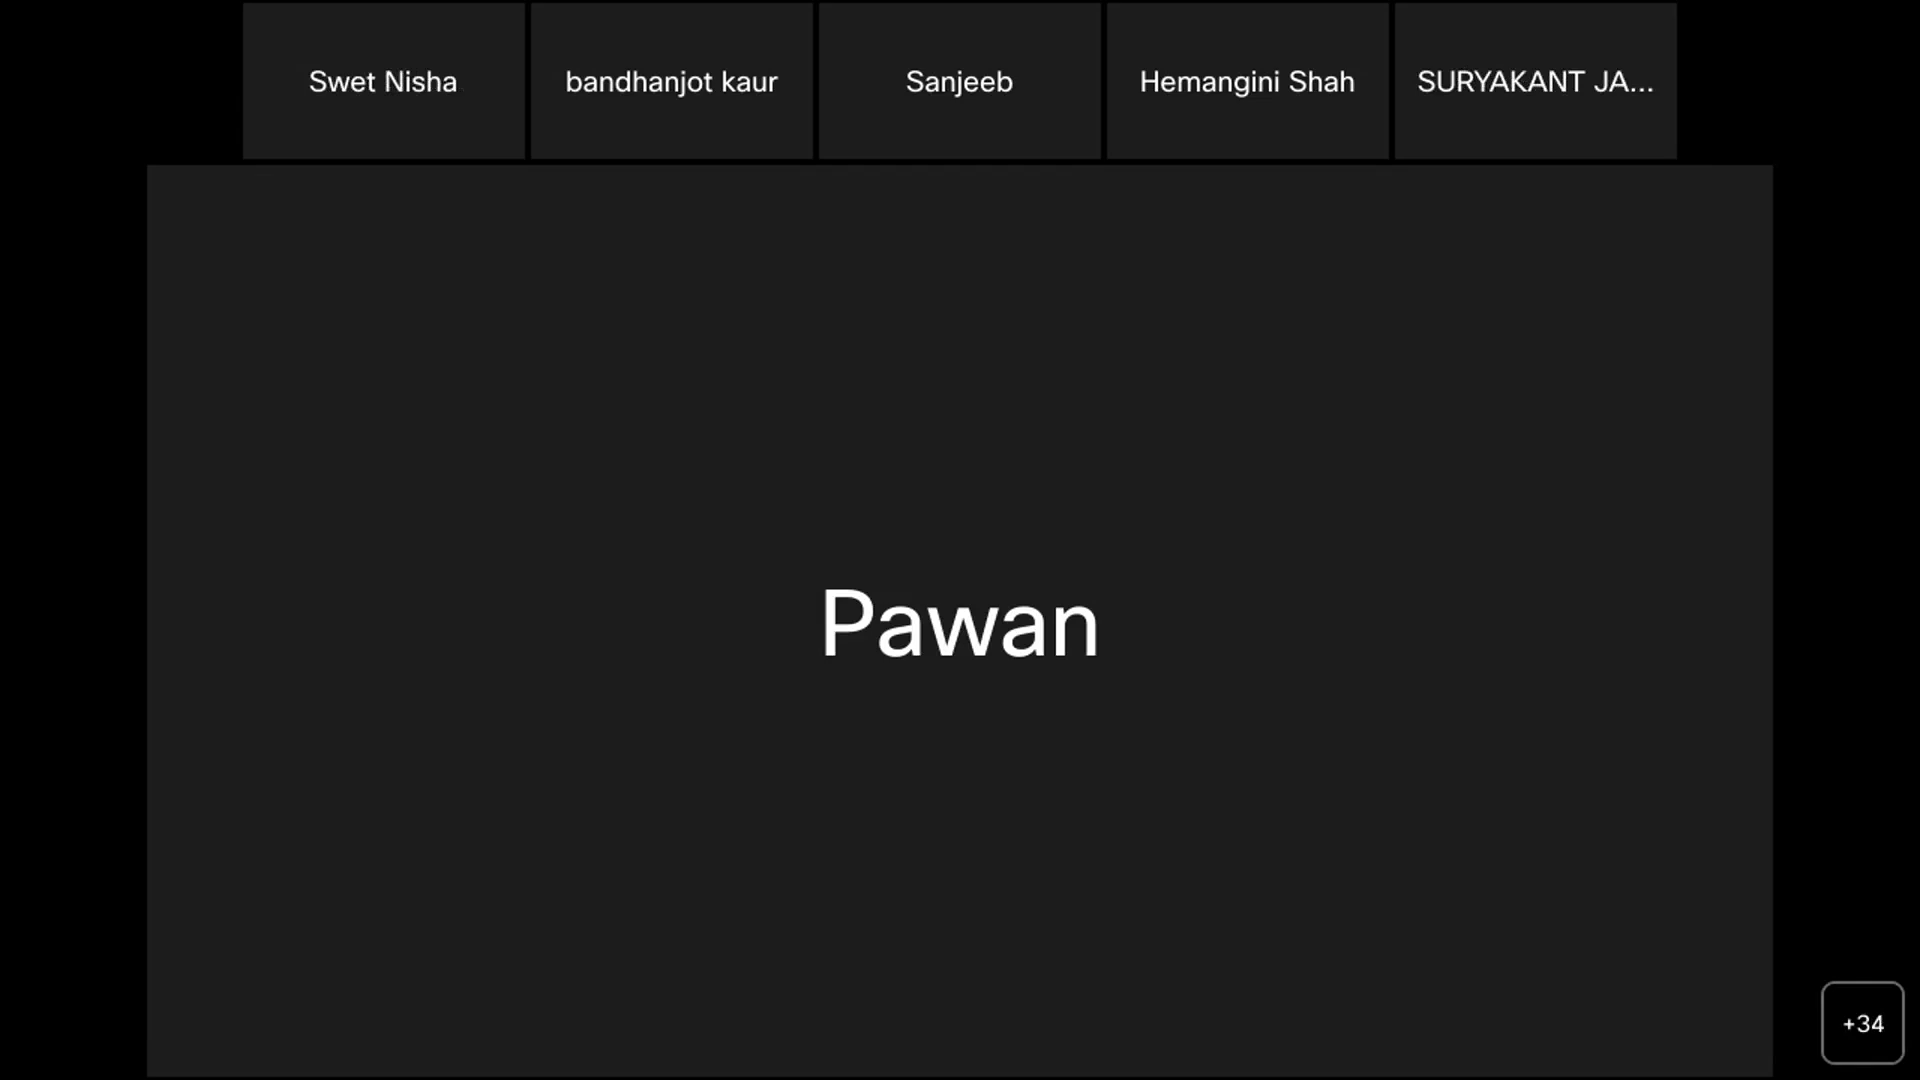 Swet Nisha
bandhanjot kaur
Sanjeeb
Hemangini Shah
SURYAKANT JA...
Pawan
+34